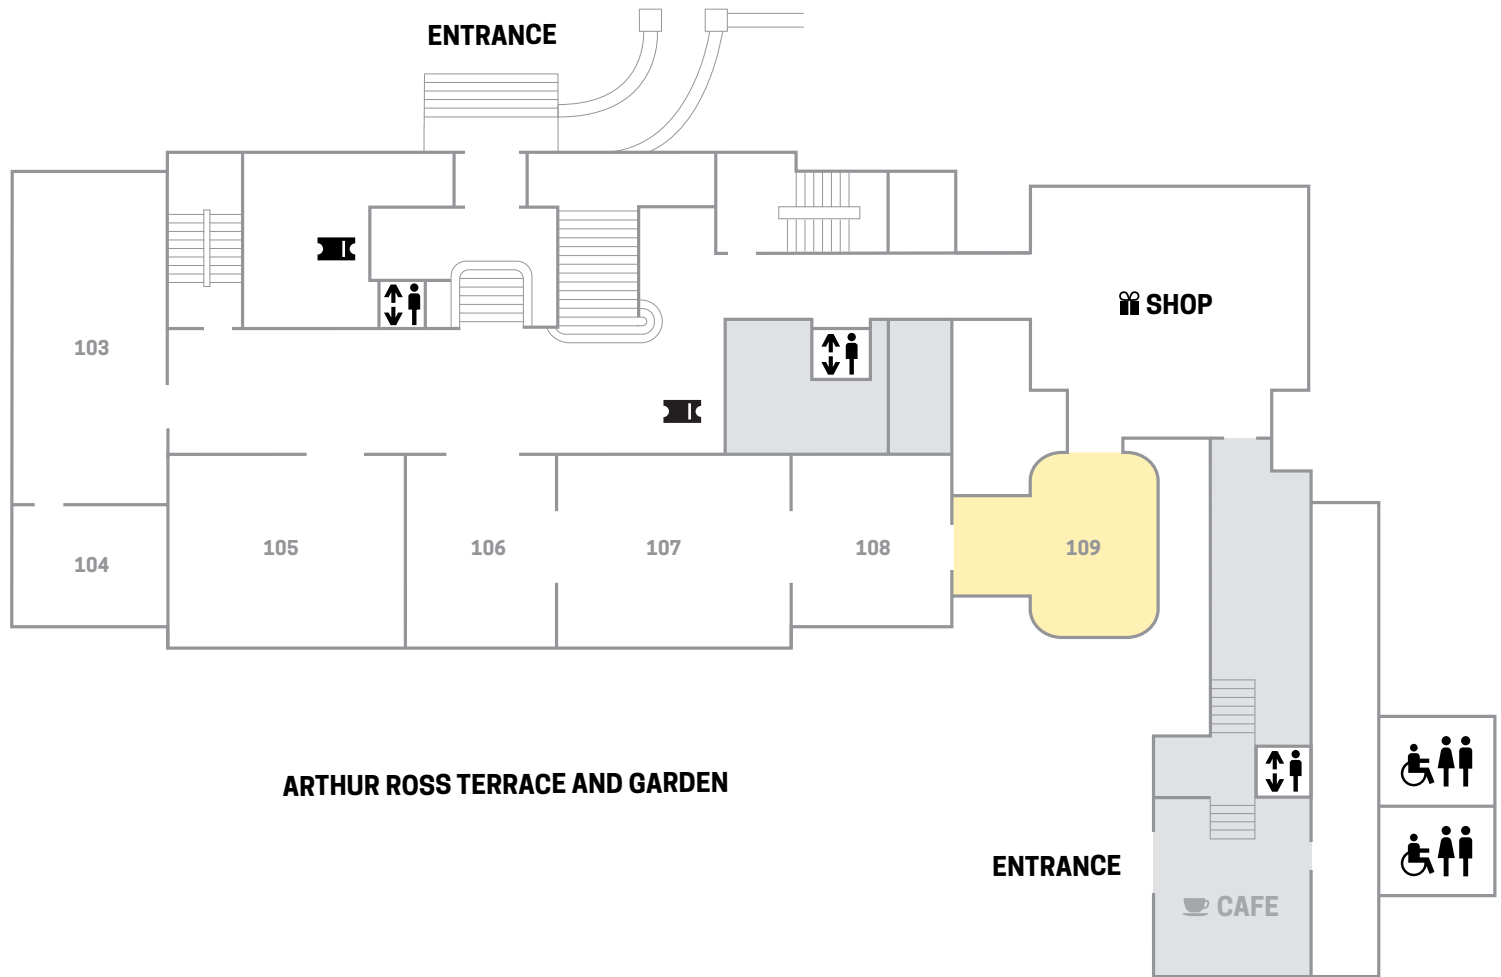 ENTRANCE
SHOP
103
105
106
107
108
109
104
ARTHUR ROSS TERRACE AND GARDEN
ENTRANCE
CAFE